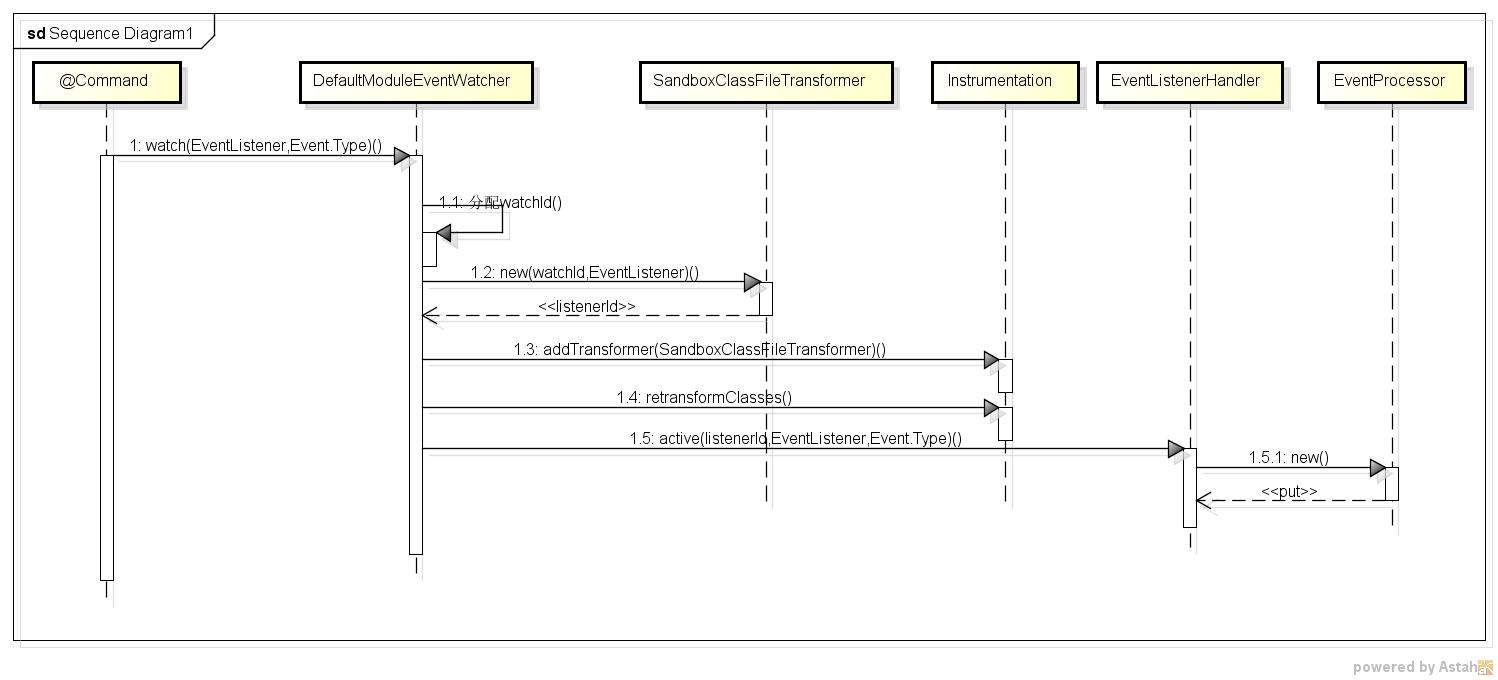 sd Sequence Diagram1
@Command
DefaultModuleEventWatcher
SandboxClassFileTransformer
Instrumentation
EventListenerHandler
EventProcessor
1: watch(EventListener,Event.Type)()
1.1: 分配watchId()
1.2: new(watchId,EventListener)()
<<listenerId>>
1.3: addTransformer(SandboxClassFileTransformer)()
1.4: retransformClasses()
1.5: active(listenerId,EventListener,Event.Type)()
1.5.1: new()
<<put>>
powered by Astah